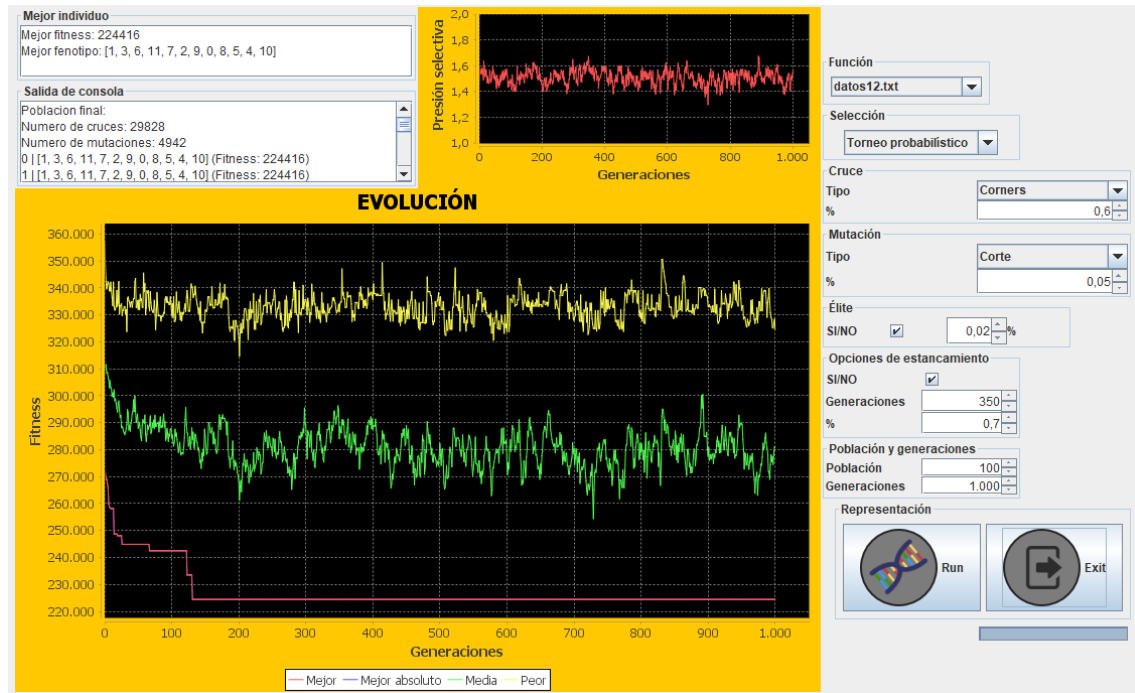 Mejor individuo
Mejor fitness: 224416
Mejor fenotipo: [1, 3, 6, 11, 7, 2, 9, 0, 8, 5, 4, 10]
Salida de consola
Poblacion final:
Numero de cruces: 29828
Numero de mutaciones: 4942
0 | [1, 3, 6, 11, 7, 2, 9, 0, 8, 5, 4, 10] (Fitness: 224416)
1 | [1, 3, 6, 11, 7, 2, 9, 0, 8, 5, 4, 10] (Fitness: 224416)
Presión selectiva
2,0
1,8
1,6
1,4
1,2
1,0
0 200 400 600 800 1.000
Generaciones
EVOLUCIÓN
Fitness
360.000
350.000
340.000
330.000
320.000
310.000
300.000
290.000
280.000
270.000
260.000
250.000
240.000
230.000
220.000
0 100 200 300 400 500 600 700 800 900 1.000
Generaciones
Mejor Mejor absoluto Media Peor
Función
datos12.txt
Selección
Torneo probabilístico
Cruce
Tipo Corners
% 0,6
Mutación
Tipo Corte
% 0,05
Élite
SI/NO 0,02 %
Opciones de estancamiento
SI/NO
Generaciones 350
% 0,7
Población y generaciones
Población 100
Generaciones 1.000
Representación
Run Exit